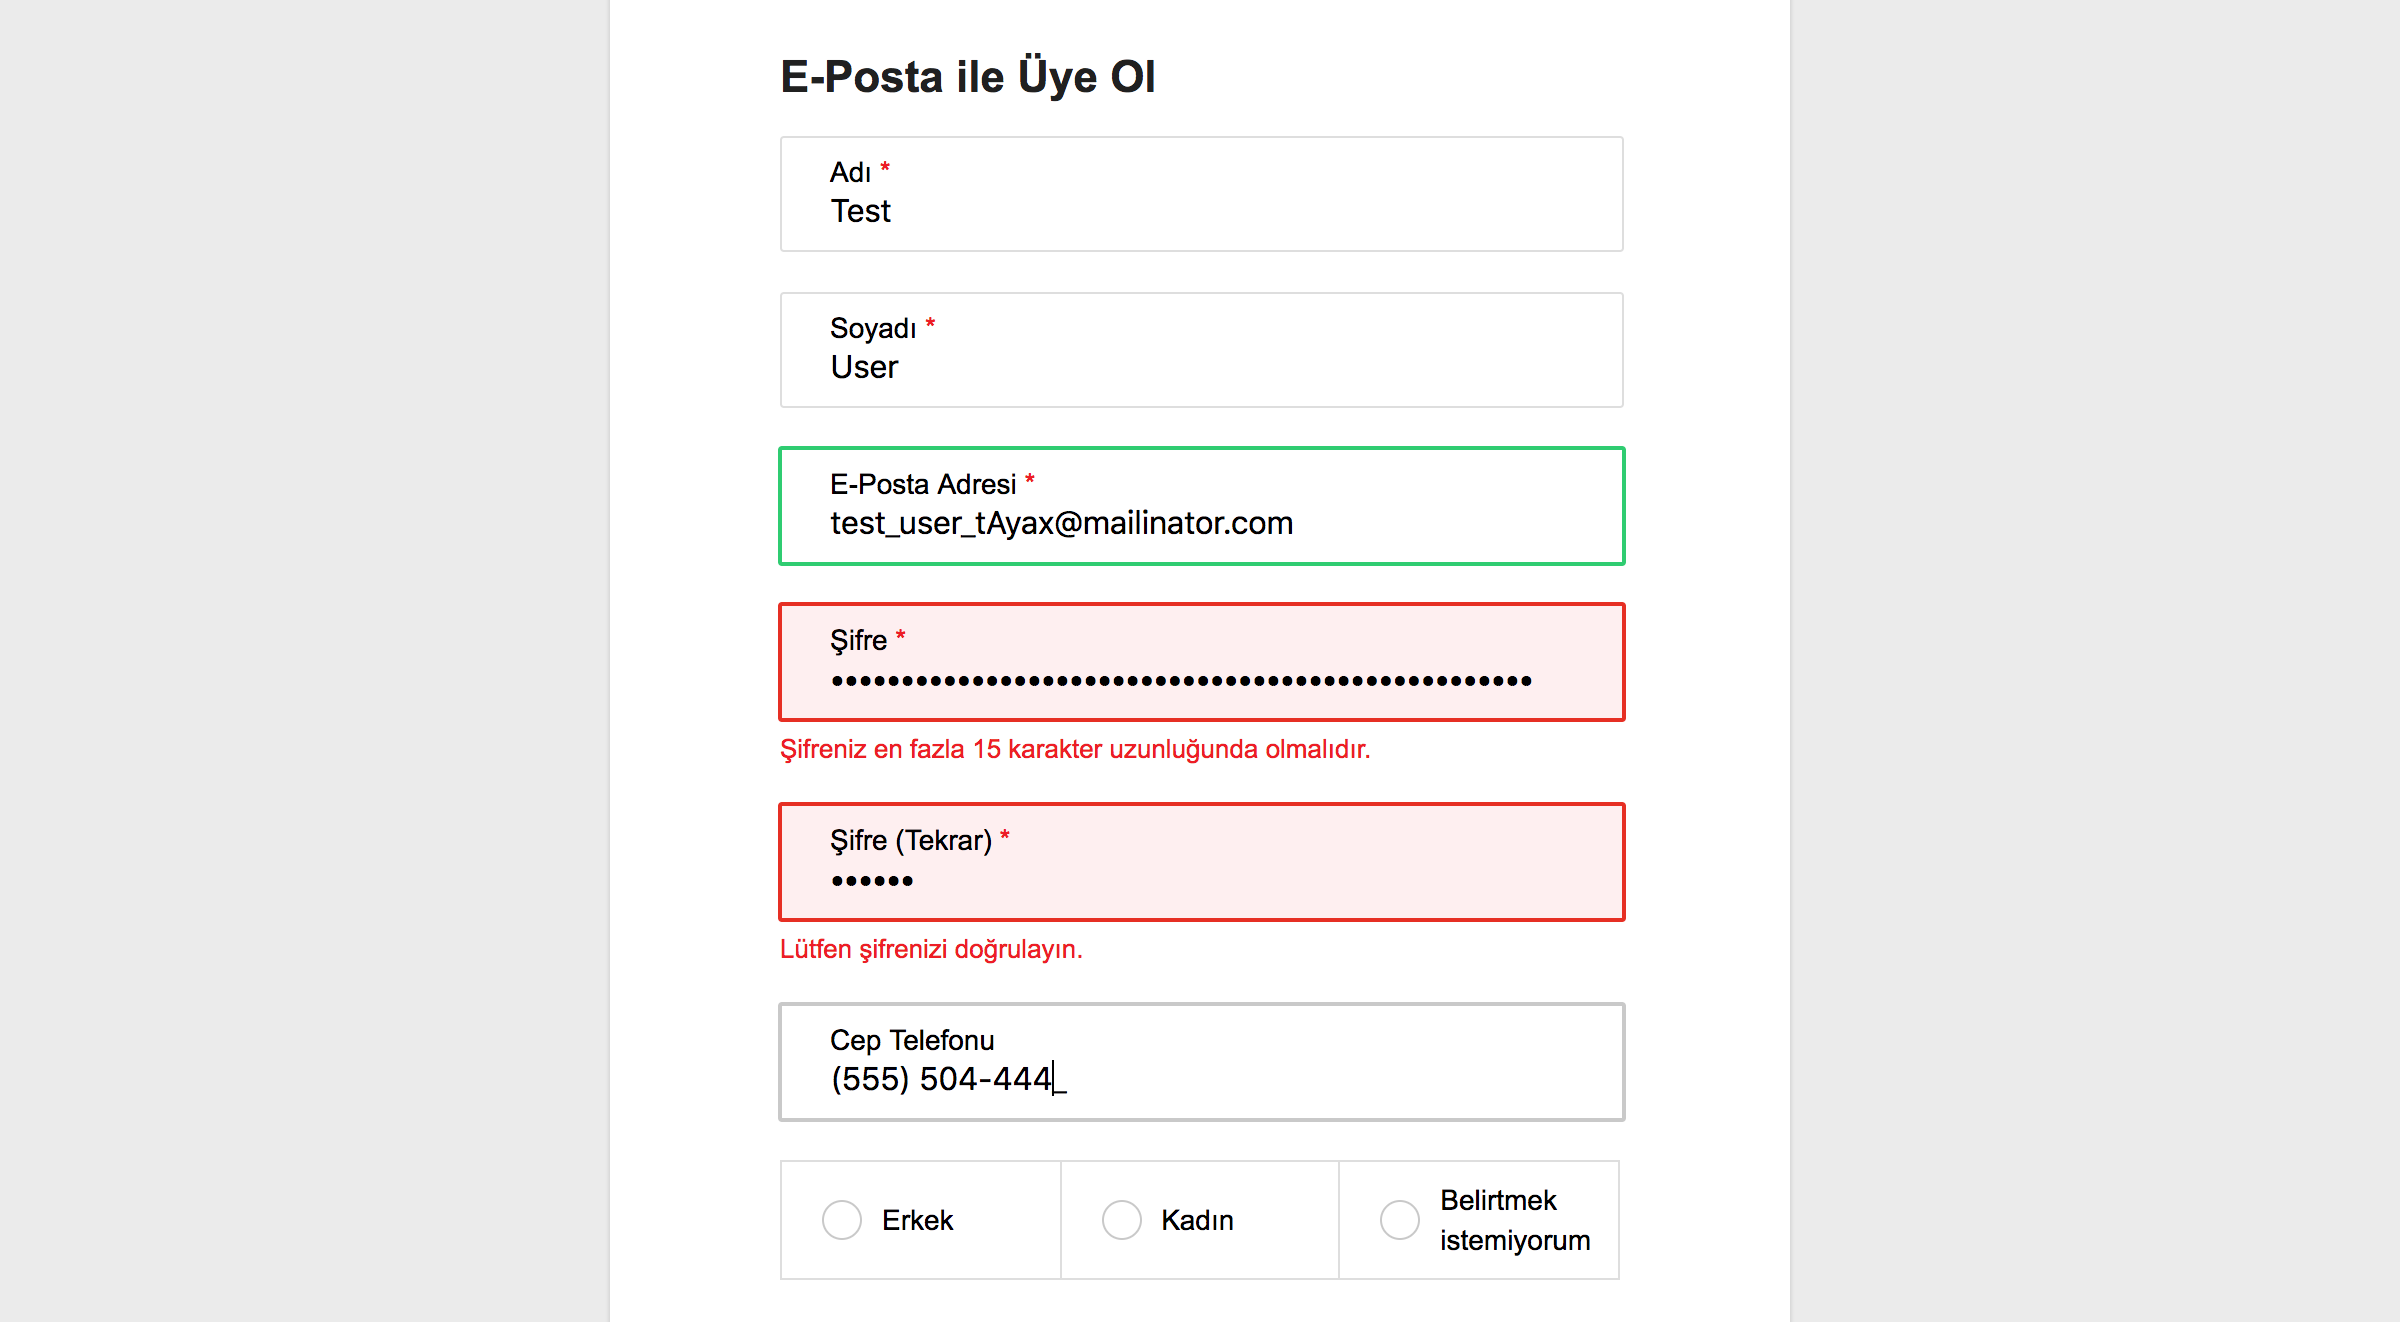 E-Posta ile Üye Ol
Adı *
Test
Soyadı *
User
E-Posta Adresi *
test_user_tAyax@mailinator.com
Şifre *
••••••••••••••••••••••••••••••••••••••••••••••••••
Şifreniz en fazla 15 karakter uzunluğunda olmalıdır.
Şifre (Tekrar) *
••••••
Lütfen şifrenizi doğrulayın.
Cep Telefonu
(555) 504-444_
Erkek
Kadın
Belirtmek
istemiyorum